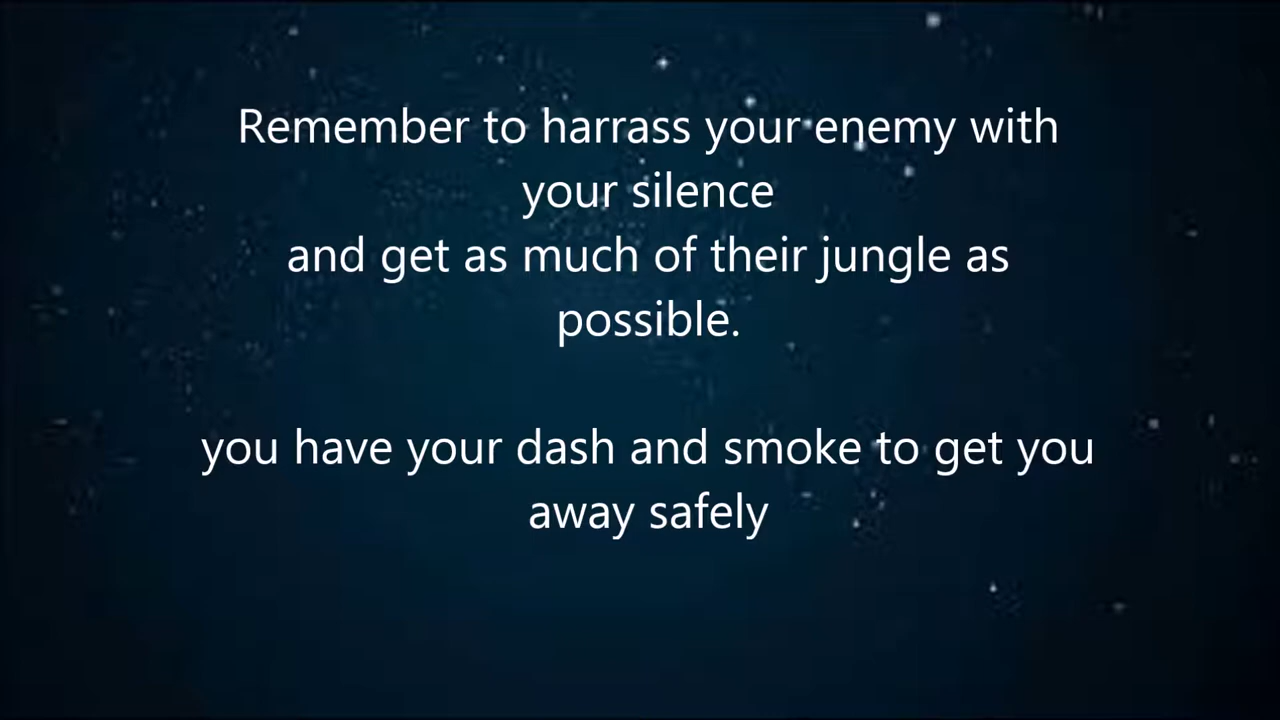 Remember to harrass your enemy with
your silence
and get as much of their jungle as
possible.
you have your dash and smoke to get you
away safely